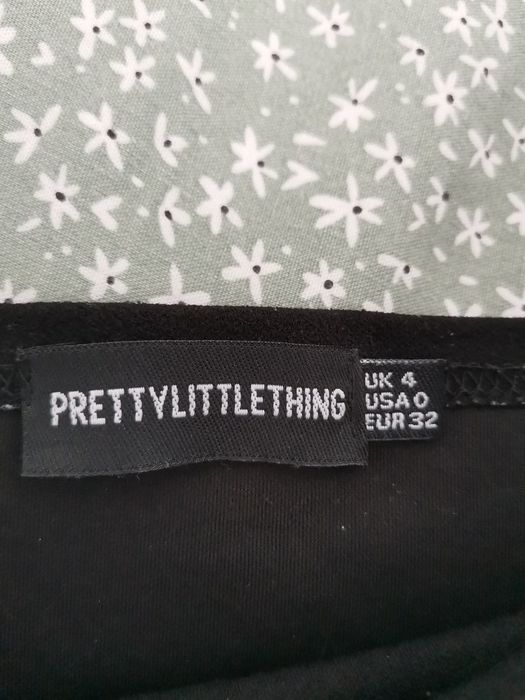 PRETTYLITTLETHING
UK 4
USA 0
EUR 32